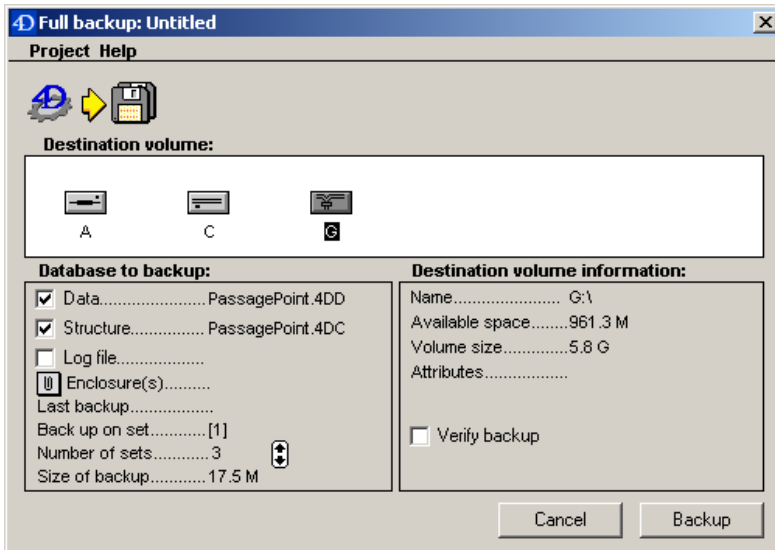 4D Full backup: Untitled
Project Help
4D
Destination volume:
A C G
Database to backup:
Data......................PassagePoint.4DD
Structure................PassagePoint.4DC
Log file...................
Enclosure(s)..........
Last backup..................
Back up on set............[1]
Number of sets............3
Size of backup............17.5 M
Destination volume information:
Name....................... G:\
Available space........961.3 M
Volume size..............5.8 G
Attributes..................
Verify backup
Cancel Backup